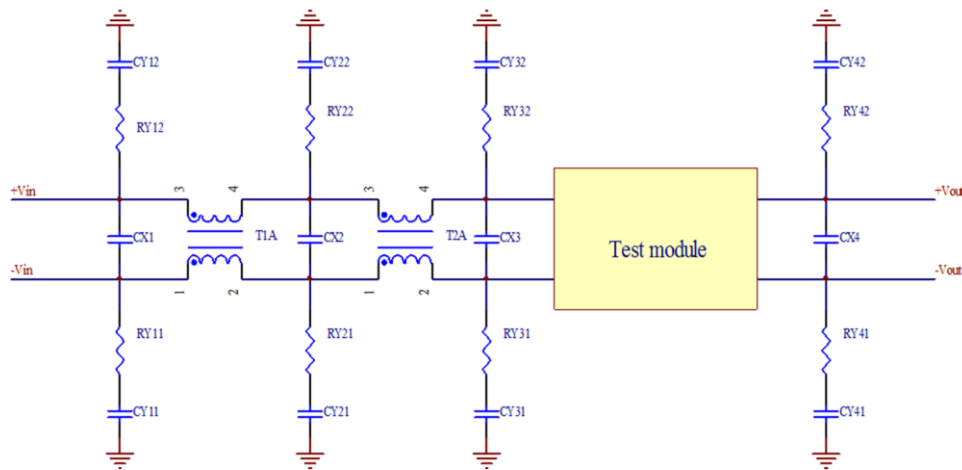 CY12
CY22
CY32
CY42
RY12
RY22
RY32
RY42
+Vin
3
4
3
4
+Vout
CX1
T1A
CX2
T2A
CX3
Test module
CX4
-Vin
1
2
1
2
-Vout
RY11
RY21
RY31
RY41
CY11
CY21
CY31
CY41